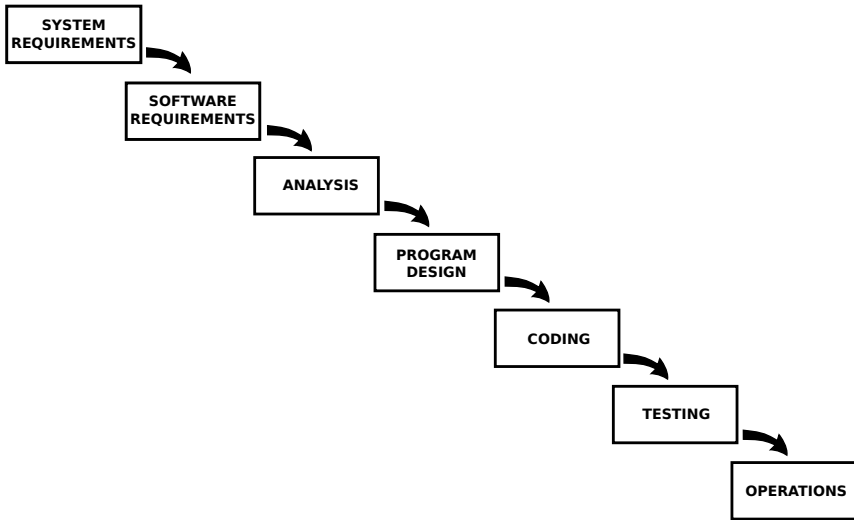 SYSTEM
REQUIREMENTS
SOFTWARE
REQUIREMENTS
ANALYSIS
PROGRAM
DESIGN
CODING
TESTING
OPERATIONS